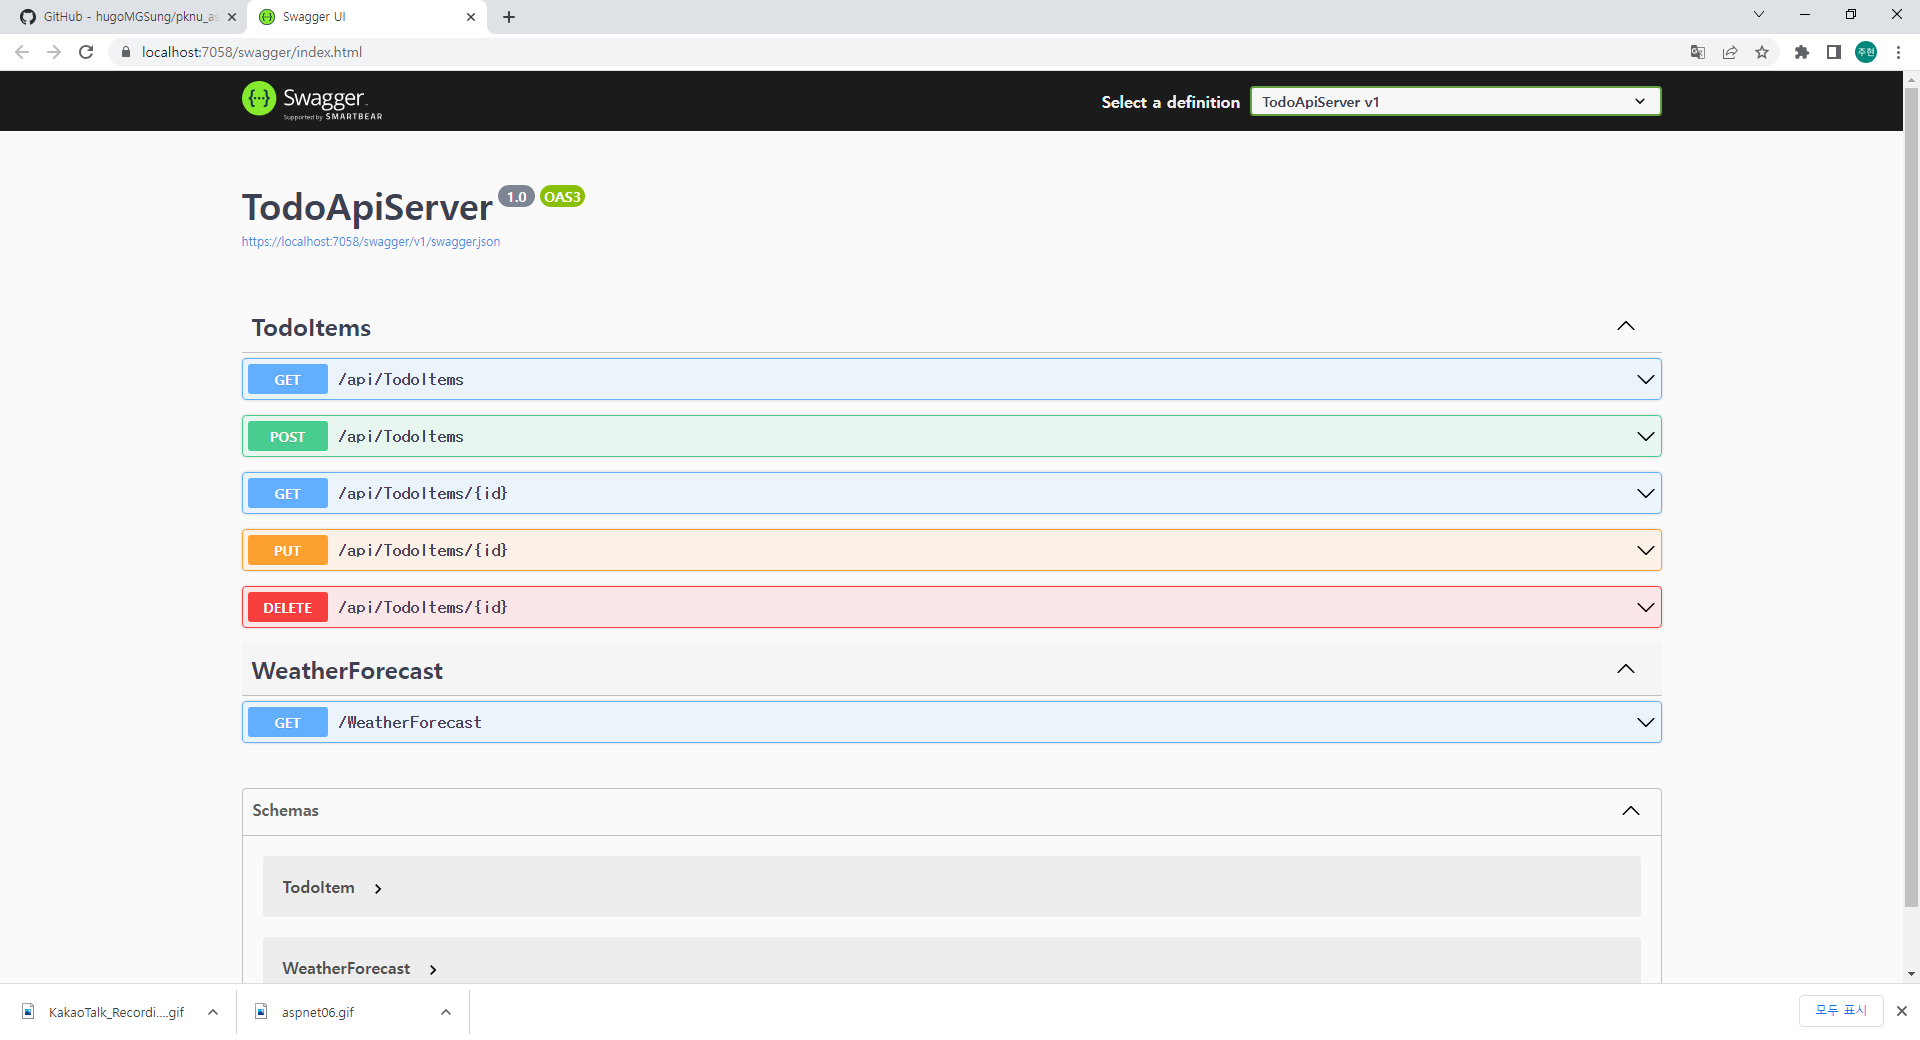 GitHub - hugoMGSung/pknu_as
Swagger UI
localhost:7058/swagger/index.html
주현
Swagger
Supported by SMARTBEAR
Select a definition
TodoApiServer v1
TodoApiServer 1.0 OAS3
https://localhost:7058/swagger/v1/swagger.json
TodoItems
GET /api/TodoItems
POST /api/TodoItems
GET /api/TodoItems/{id}
PUT /api/TodoItems/{id}
DELETE /api/TodoItems/{id}
WeatherForecast
GET /WeatherForecast
Schemas
TodoItem
WeatherForecast
KakaoTalk_Recordi....gif
aspnet06.gif
모두 표시